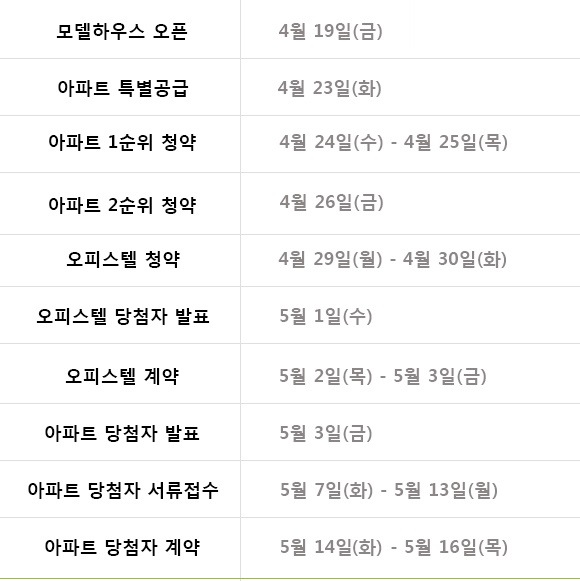 모델하우스 오픈 4월 19일(금)
아파트 특별공급 4월 23일(화)
아파트 1순위 청약 4월 24일(수) - 4월 25일(목)
아파트 2순위 청약 4월 26일(금)
오피스텔 청약 4월 29일(월) - 4월 30일(화)
오피스텔 당첨자 발표 5월 1일(수)
오피스텔 계약 5월 2일(목) - 5월 3일(금)
아파트 당첨자 발표 5월 3일(금)
아파트 당첨자 서류접수 5월 7일(화) - 5월 13일(월)
아파트 당첨자 계약 5월 14일(화) - 5월 16일(목)